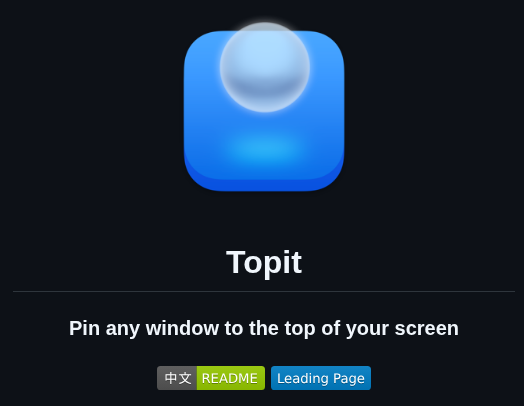 Topit
Pin any window to the top of your screen
中文 README Leading Page